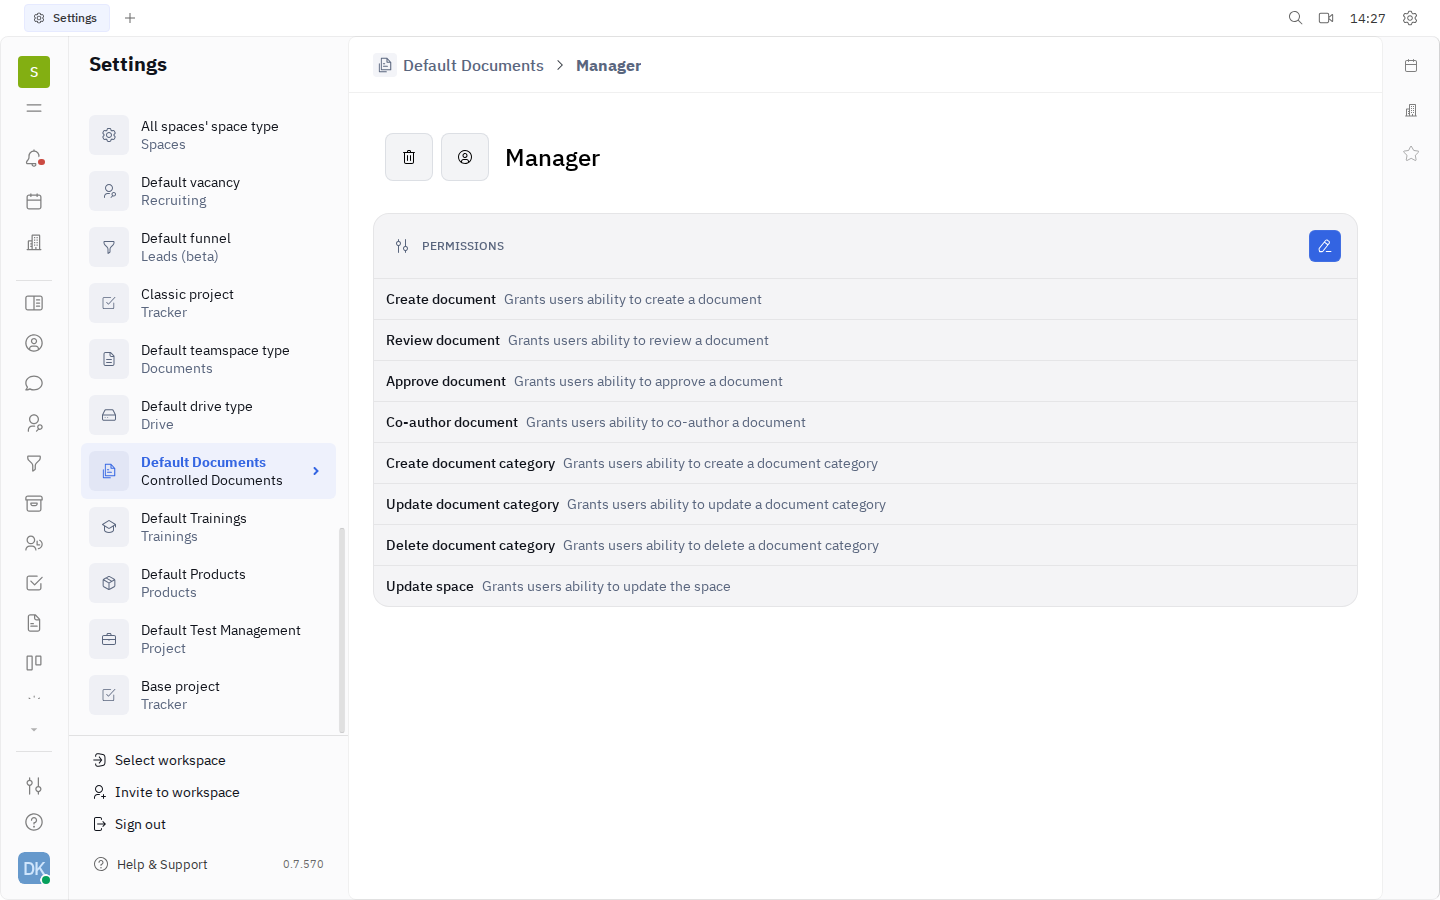 Settings
14:27
S
Settings
All spaces' space type
Spaces
Default vacancy
Recruiting
Default funnel
Leads (beta)
Classic project
Tracker
Default teamspace type
Documents
Default drive type
Drive
Default Documents
Controlled Documents
Default Trainings
Trainings
Default Products
Products
Default Test Management
Project
Base project
Tracker
Select workspace
Invite to workspace
Sign out
Help & Support 0.7.570
DK
Default Documents > Manager
Manager
PERMISSIONS
Create document Grants users ability to create a document
Review document Grants users ability to review a document
Approve document Grants users ability to approve a document
Co-author document Grants users ability to co-author a document
Create document category Grants users ability to create a document category
Update document category Grants users ability to update a document category
Delete document category Grants users ability to delete a document category
Update space Grants users ability to update the space